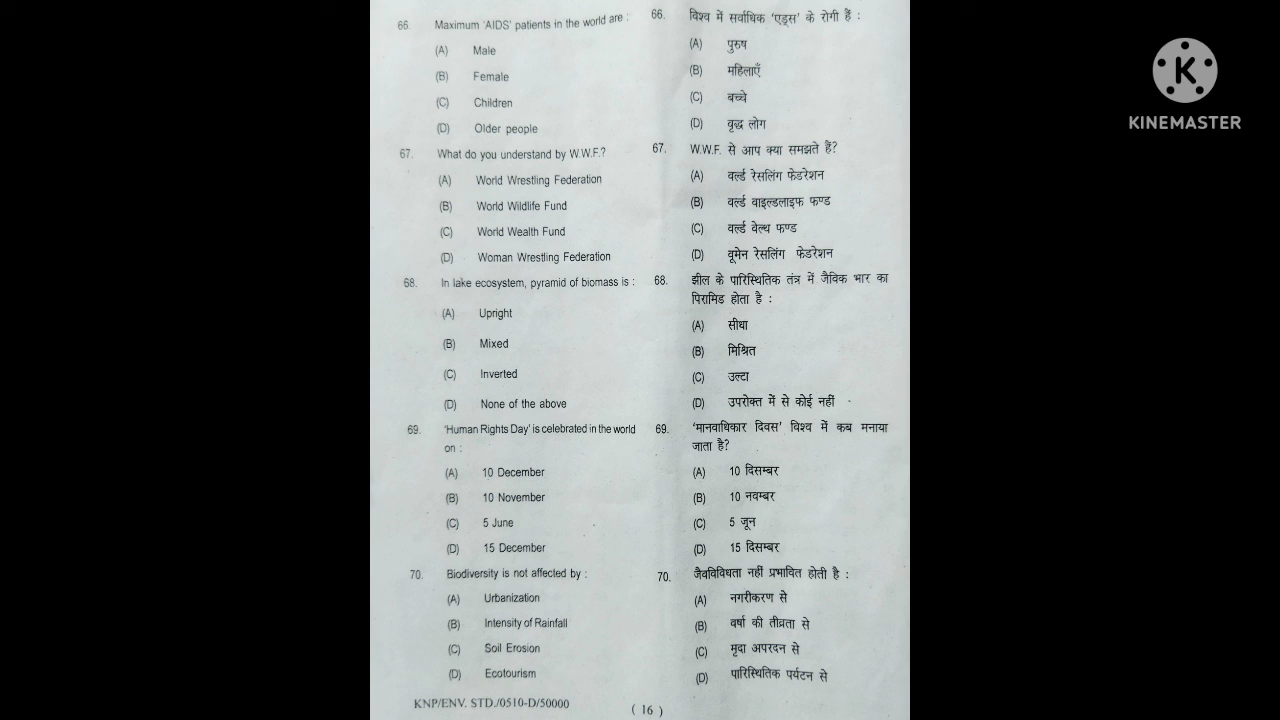 66. Maximum 'AIDS' patients in the world are :
(A) Male
(B) Female
(C) Children
(D) Older people
67. What do you understand by W.W.F.?
(A) World Wrestling Federation
(B) World Wildlife Fund
(C) World Wealth Fund
(D) Woman Wrestling Federation
68. In lake ecosystem, pyramid of biomass is :
(A) Upright
(B) Mixed
(C) Inverted
(D) None of the above
69. 'Human Rights Day' is celebrated in the world
on :
(A) 10 December
(B) 10 November
(C) 5 June
(D) 15 December
70. Biodiversity is not affected by :
(A) Urbanization
(B) Intensity of Rainfall
(C) Soil Erosion
(D) Ecotourism
66. विश्व में सर्वाधिक 'एड्स' के रोगी हैं :
(A) पुरुष
(B) महिलाएँ
(C) बच्चे
(D) वृद्ध लोग
67. W.W.F. से आप क्या समझते हैं?
(A) वर्ल्ड रेसलिंग फेडरेशन
(B) वर्ल्ड वाइल्डलाइफ फण्ड
(C) वर्ल्ड वेल्थ फण्ड
(D) वूमेन रेसलिंग फेडरेशन
68. झील के पारिस्थितिक तंत्र में जैविक भार का
पिरामिड होता है :
(A) सीधा
(B) मिश्रित
(C) उल्टा
(D) उपरोक्त में से कोई नहीं
69. 'मानवाधिकार दिवस' विश्व में कब मनाया
जाता है?
(A) 10 दिसम्बर
(B) 10 नवम्बर
(C) 5 जून
(D) 15 दिसम्बर
70. जैवविविधता नहीं प्रभावित होती है :
(A) नगरीकरण से
(B) वर्षा की तीव्रता से
(C) मृदा अपरदन से
(D) पारिस्थितिक पर्यटन से
KNP/ENV. STD./0510-D/50000
( 16 )
K
KINEMASTER